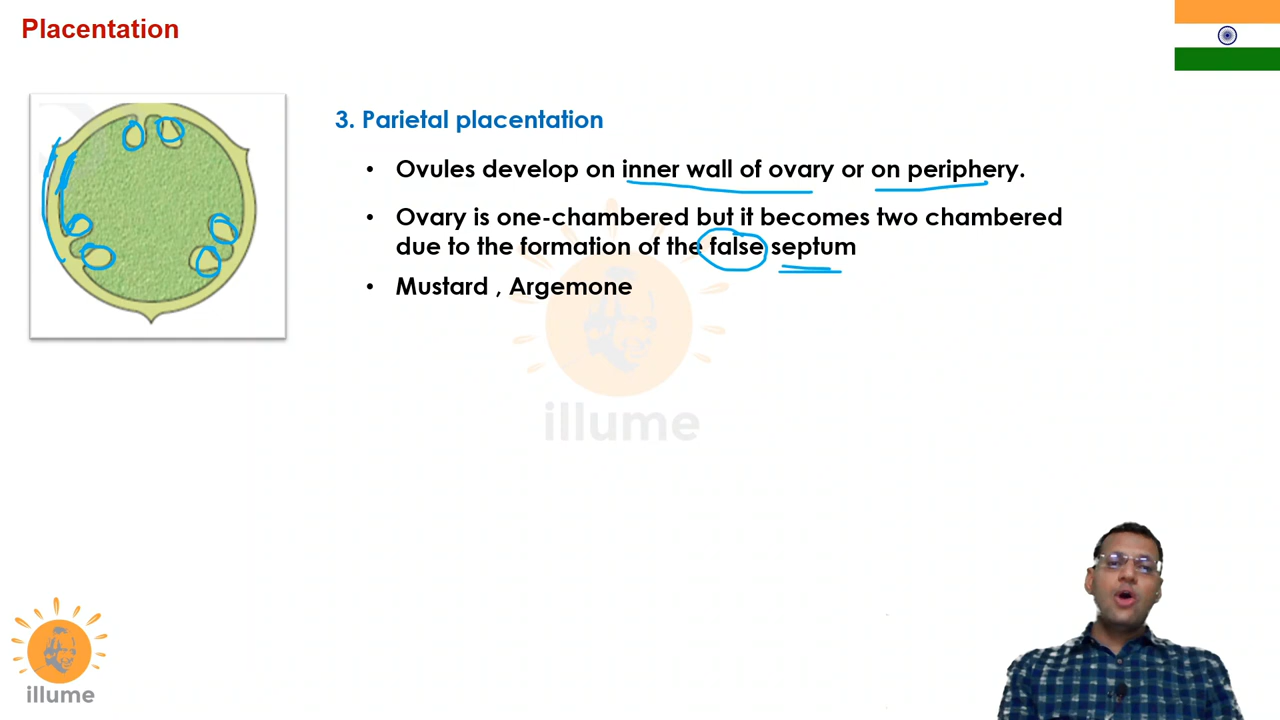 Placentation
3. Parietal placentation
• Ovules develop on inner wall of ovary or on periphery.
• Ovary is one-chambered but it becomes two chambered
due to the formation of the false septum
• Mustard , Argemone
illume
illume